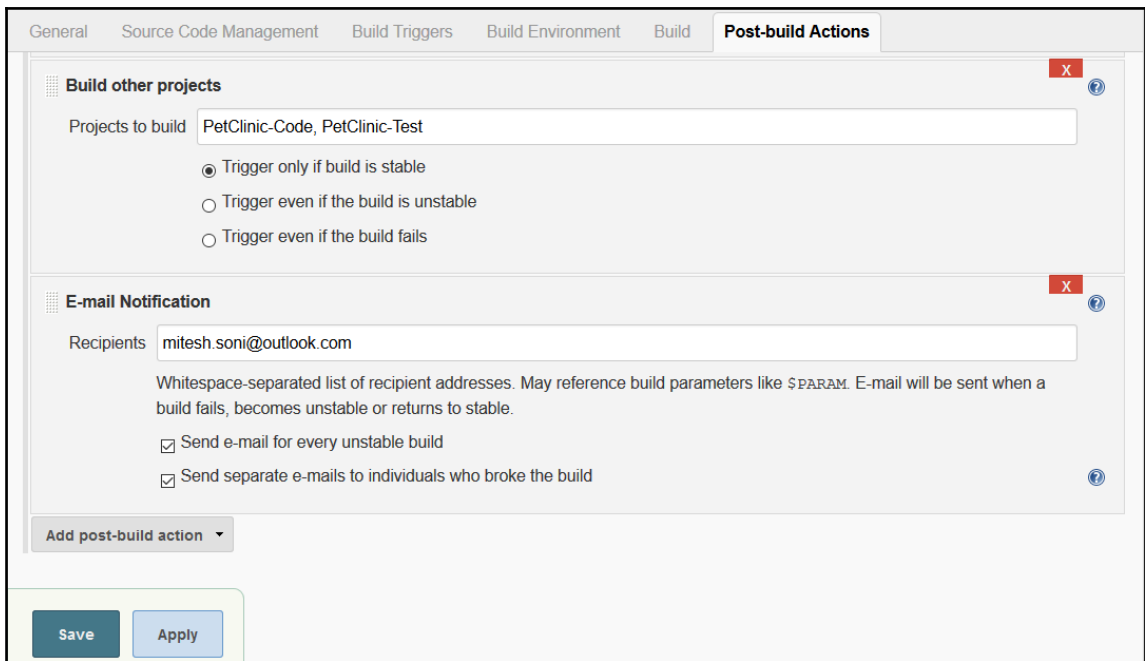 General Source Code Management Build Triggers Build Environment Build Post-build Actions
X
Build other projects
?
Projects to build PetClinic-Code, PetClinic-Test
Trigger only if build is stable
Trigger even if the build is unstable
Trigger even if the build fails
X
E-mail Notification
?
Recipients mitesh.soni@outlook.com
Whitespace-separated list of recipient addresses. May reference build parameters like $PARAM. E-mail will be sent when a
build fails, becomes unstable or returns to stable.
Send e-mail for every unstable build
Send separate e-mails to individuals who broke the build
?
Add post-build action
Save Apply